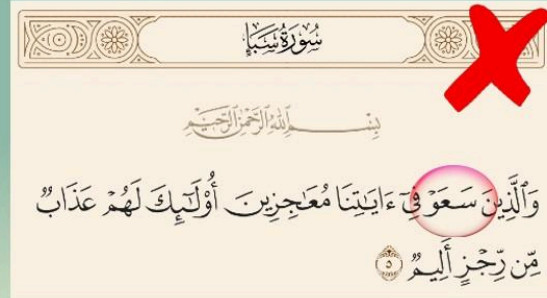 سُورَةُ سَبَإٍ
بِسْمِ ٱللَّهِ ٱلرَّحْمَٰنِ ٱلرَّحِيمِ
وَٱلَّذِينَ سَعَوْ فِيٓ ءَايَٰتِنَا مُعَٰجِزِينَ أُو۟لَٰٓئِكَ لَهُمْ عَذَابٌ
مِّن رِّجْزٍ أَلِيمٌ ٥